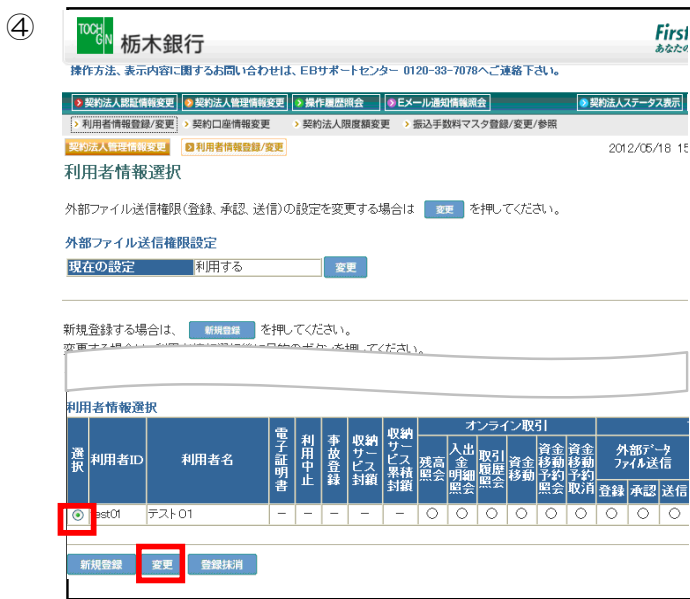 ④
TOCHGIN 栃木銀行
First
あなたの
操作方法、表示内容に関するお問い合わせは、EBサポートセンター 0120-33-7078へご連絡下さい。
契約法人認証情報変更 契約法人管理情報変更 操作履歴照会 Eメール通知情報照会 契約法人ステータス表示
利用者情報登録/変更 契約口座情報変更 契約法人限度額変更 振込手数料マスタ登録/変更/参照
契約法人管理情報変更 利用者情報登録/変更 2012/05/18 15
利用者情報選択
外部ファイル送信権限(登録、承認、送信)の設定を変更する場合は 変更 を押してください。
外部ファイル送信権限設定
現在の設定 利用する 変更
新規登録する場合は、 新規登録 を押してください。
利用者情報選択
選択 利用者ID 利用者名 電子証明書 利用中止 事故登録 収納サービス封鎖 収納サービス累積封鎖 オンライン取引
残高照会 入出金明細照会 取引履歴照会 資金移動 資金移動予約照会 資金移動予約取消 外部データファイル送信
登録 承認 送信
est01 テスト01 − − − − − ○ ○ ○ ○ ○ ○ ○ ○ ○
新規登録 変更 登録抹消